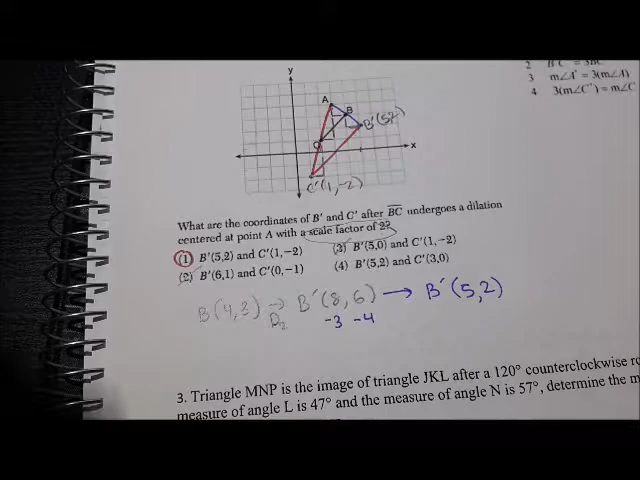 2 B'C' = 3BC
3 m∠A' = 3(m∠A)
4 3(m∠C') = m∠C
y
A
B
B'(5,2)
C
x
C'(1,-2)
What are the coordinates of B' and C' after BC undergoes a dilation
centered at point A with a scale factor of 2?
(1) B'(5,2) and C'(1,-2)
(3) B'(5,0) and C'(1,-2)
(2) B'(6,1) and C'(0,-1)
(4) B'(5,2) and C'(3,0)
B(4,3) → B'(8,6) → B'(5,2)
D2 -3 -4
3. Triangle MNP is the image of triangle JKL after a 120° counterclockwise
measure of angle L is 47° and the measure of angle N is 57°, determine the